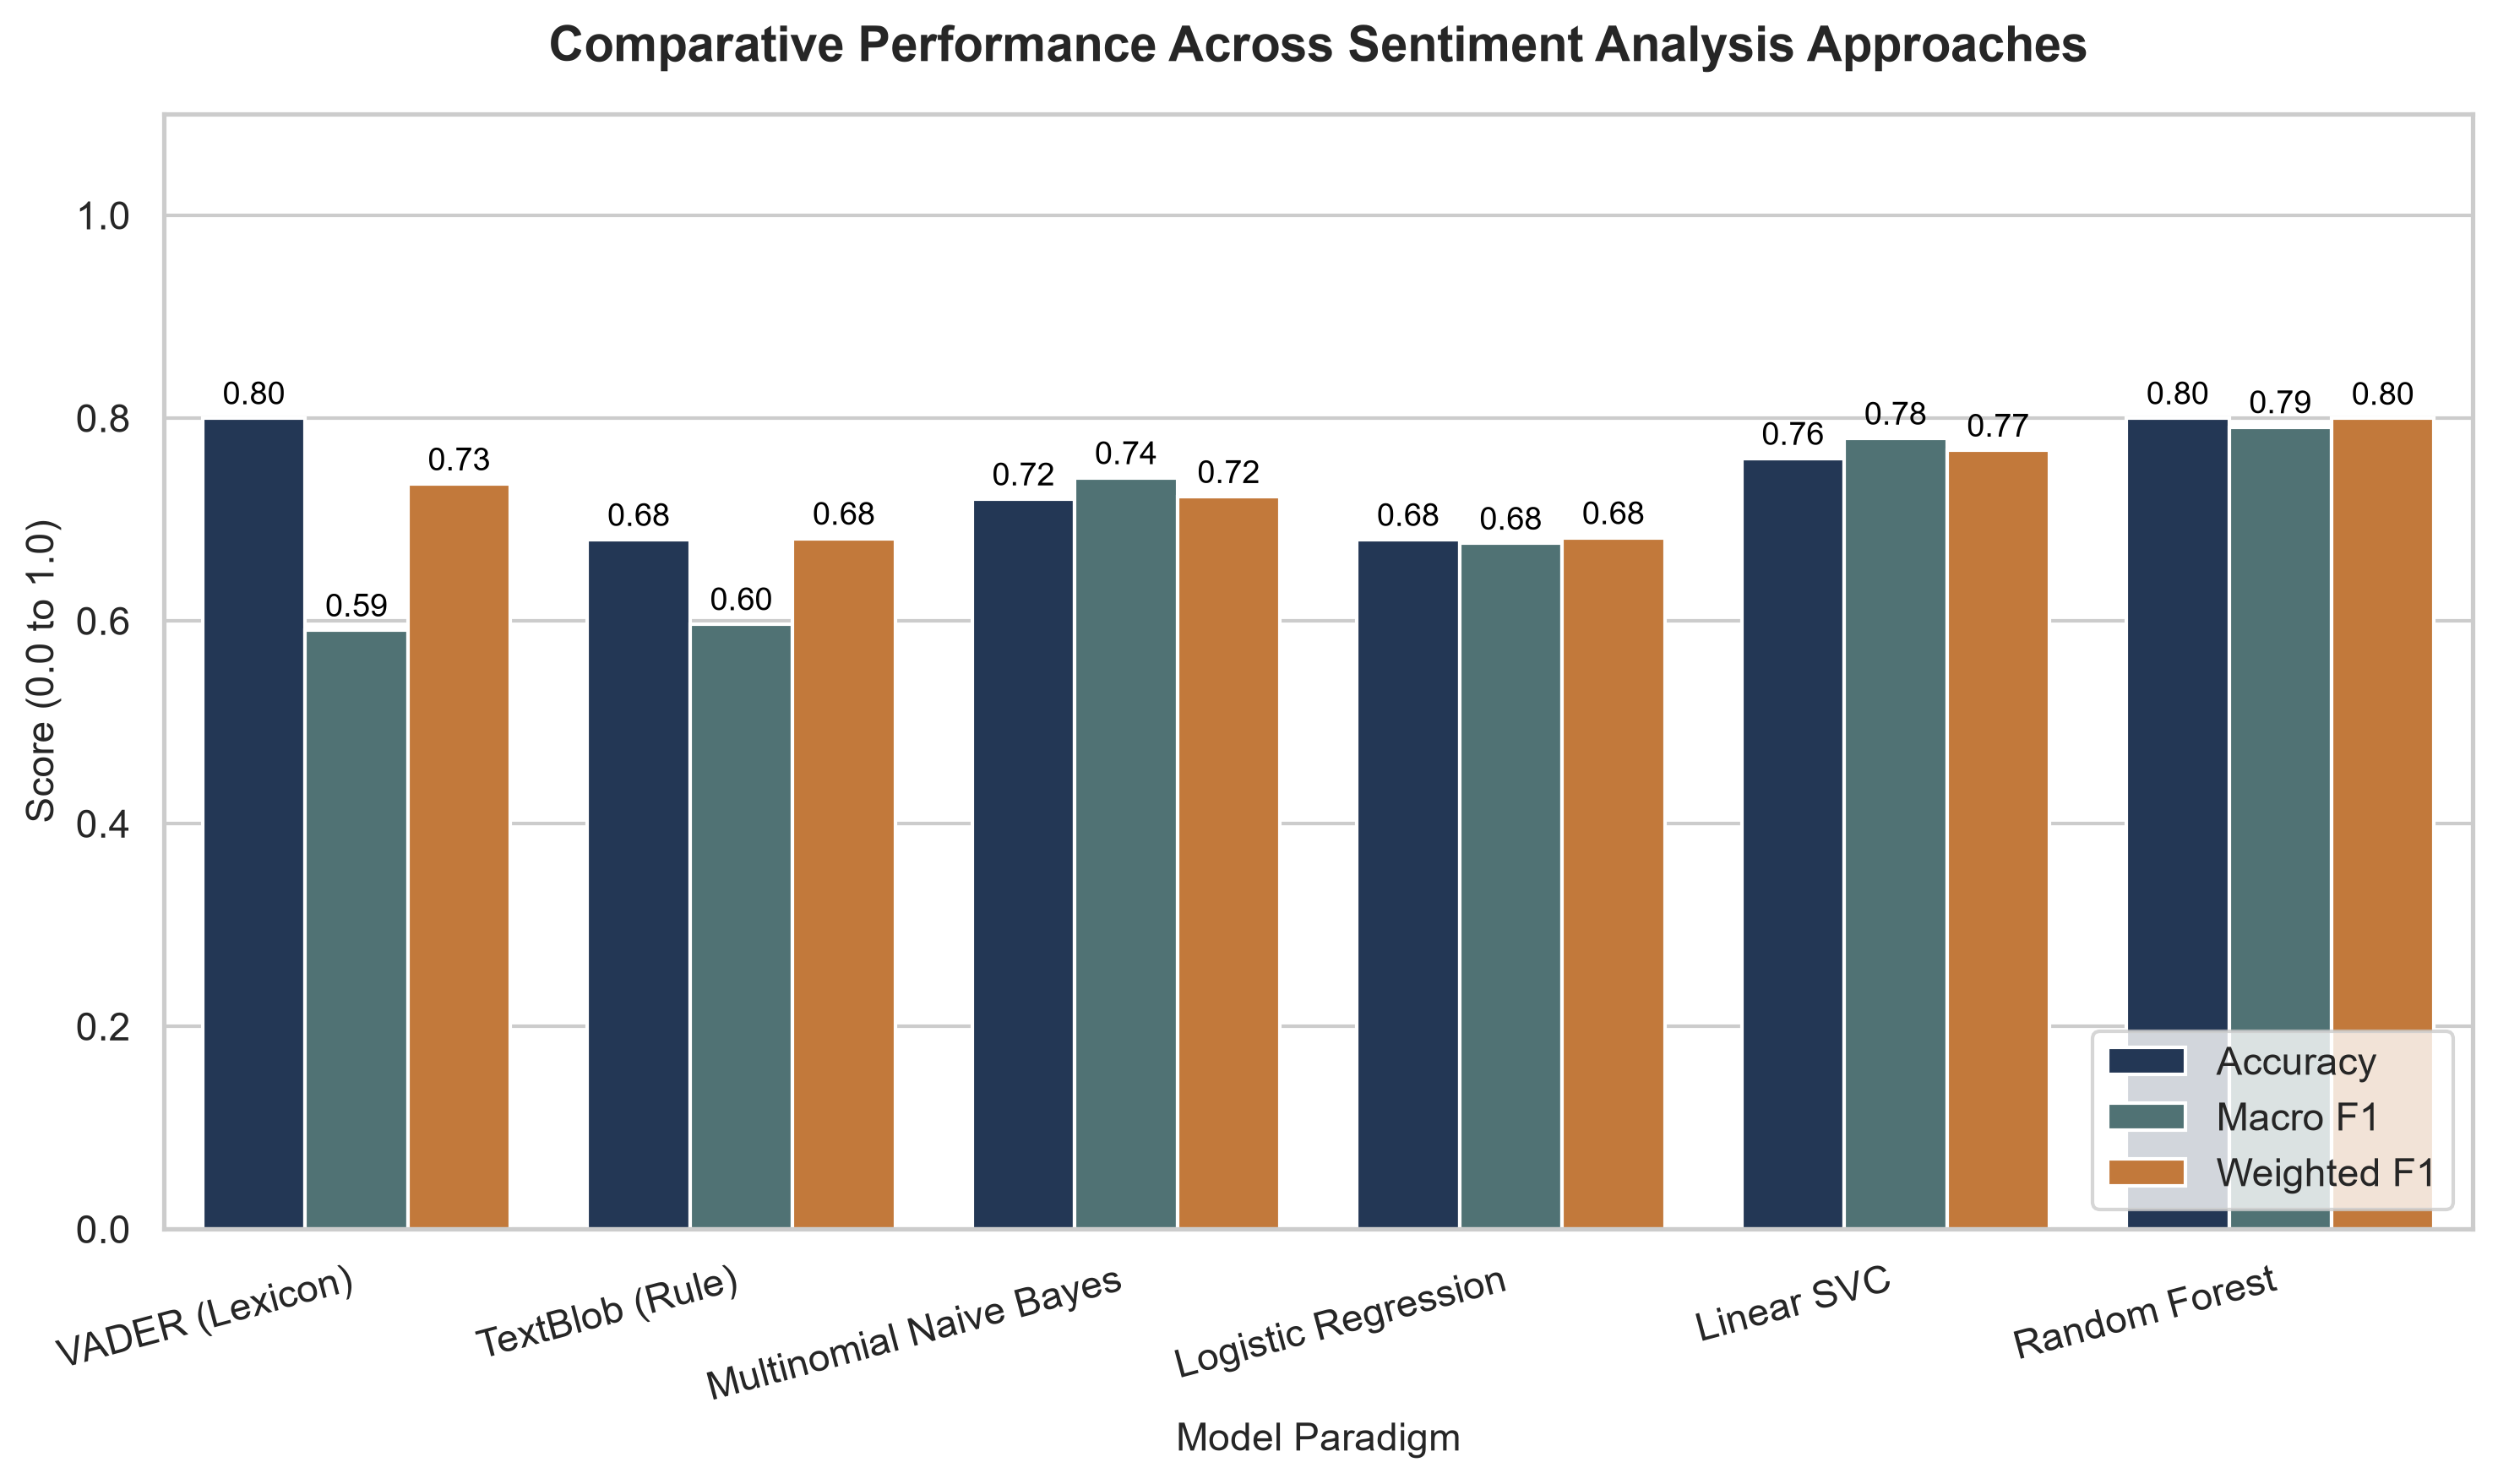 Comparative Performance Across Sentiment Analysis Approaches
Score (0.0 to 1.0)
1.0
0.8
0.6
0.4
0.2
0.0
0.80
0.59
0.73
0.68
0.60
0.68
0.72
0.74
0.72
0.68
0.68
0.68
0.76
0.78
0.77
0.80
0.79
0.80
Accuracy
Macro F1
Weighted F1
VADER (Lexicon)
TextBlob (Rule)
Multinomial Naive Bayes
Logistic Regression
Linear SVC
Random Forest
Model Paradigm